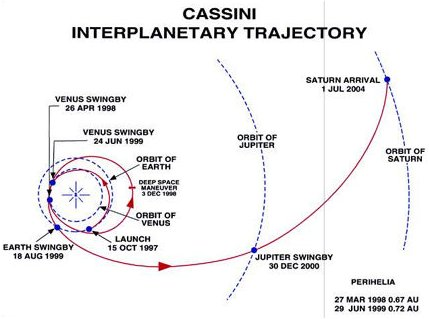 CASSINI
INTERPLANETARY TRAJECTORY
VENUS SWINGBY
26 APR 1998
VENUS SWINGBY
24 JUN 1999
ORBIT OF
EARTH
DEEP SPACE
MANEUVER
3 DEC 1998
ORBIT OF
VENUS
LAUNCH
15 OCT 1997
EARTH SWINGBY
18 AUG 1999
ORBIT OF
JUPITER
JUPITER SWINGBY
30 DEC 2000
SATURN ARRIVAL
1 JUL 2004
ORBIT OF
SATURN
PERIHELIA
27 MAR 1998 0.67 AU
29 JUN 1999 0.72 AU